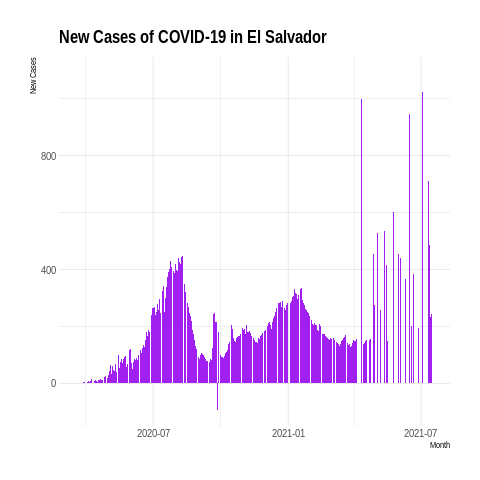 New Cases of COVID-19 in El Salvador
New Cases
800
400
0
2020-07
2021-01
2021-07
Month